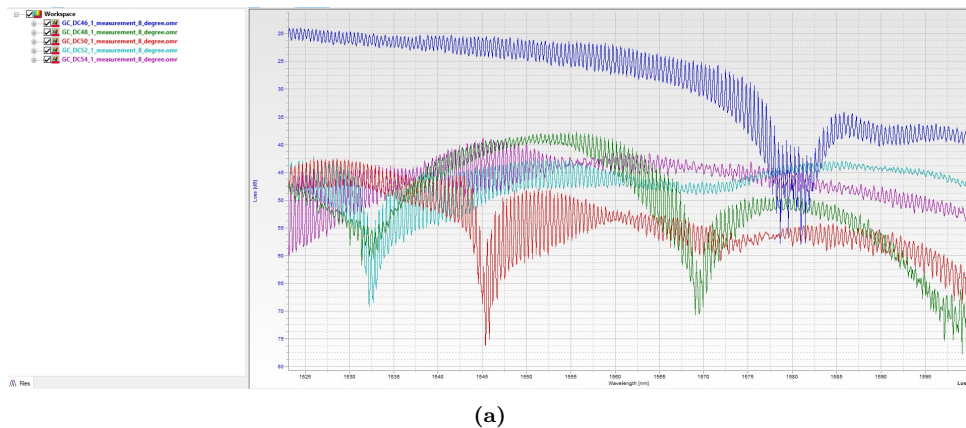 Workspace
GC_DC46_1_measurement_8_degree.omr
GC_DC48_1_measurement_8_degree.omr
GC_DC50_1_measurement_8_degree.omr
GC_DC52_1_measurement_8_degree.omr
GC_DC54_1_measurement_8_degree.omr
Files
Loss [dB]
20
25
30
35
40
45
50
55
60
65
70
75
80
1525 1530 1535 1540 1545 1550 1555 1560 1565 1570 1575 1580 1585 1590 1595
Wavelength [nm]
Los
(a)